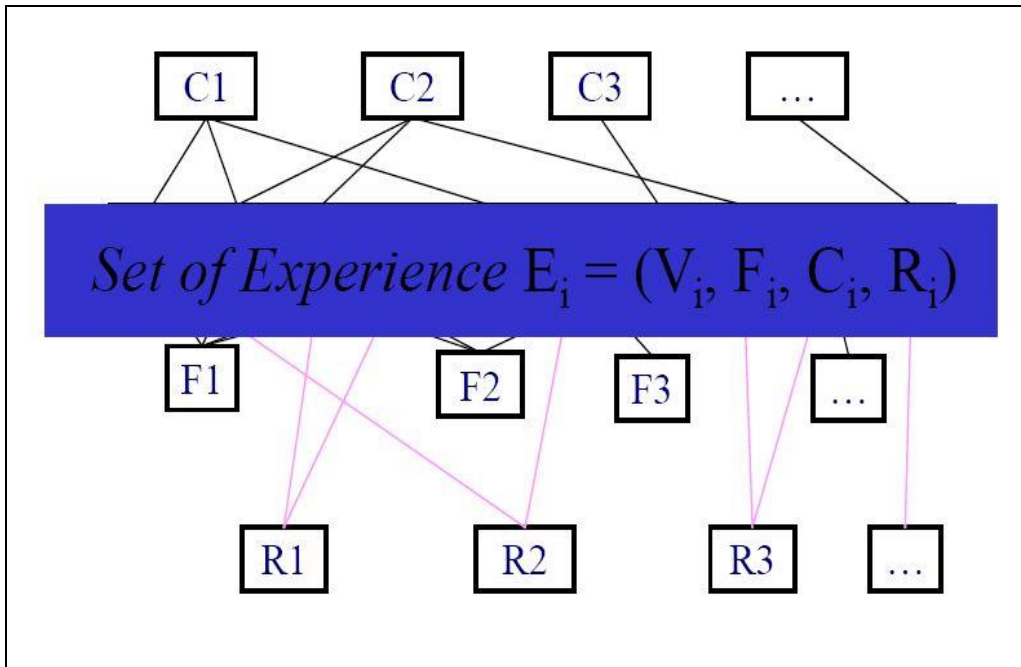 C1 C2 C3 ...
Set of Experience Eᵢ = (Vᵢ, Fᵢ, Cᵢ, Rᵢ)
F1 F2 F3 ...
R1 R2 R3 ...